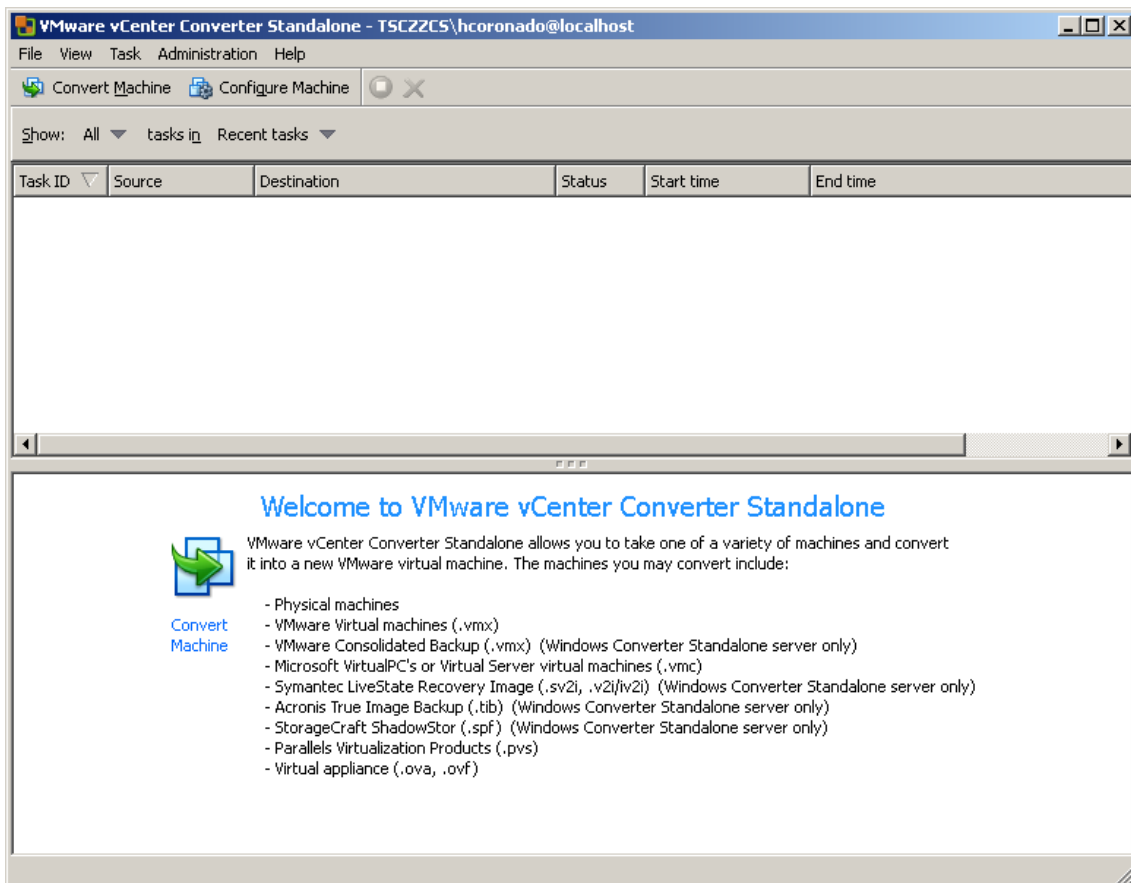 VMware vCenter Converter Standalone - TSCZZCS\hcoronado@localhost
File View Task Administration Help
Convert Machine Configure Machine
Show: All tasks in Recent tasks
Task ID Source Destination Status Start time End time
Welcome to VMware vCenter Converter Standalone
VMware vCenter Converter Standalone allows you to take one of a variety of machines and convert
it into a new VMware virtual machine. The machines you may convert include:
- Physical machines
- VMware Virtual machines (.vmx)
- VMware Consolidated Backup (.vmx) (Windows Converter Standalone server only)
- Microsoft VirtualPC's or Virtual Server virtual machines (.vmc)
- Symantec LiveState Recovery Image (.sv2i, .v2i/iv2i) (Windows Converter Standalone server only)
- Acronis True Image Backup (.tib) (Windows Converter Standalone server only)
- StorageCraft ShadowStor (.spf) (Windows Converter Standalone server only)
- Parallels Virtualization Products (.pvs)
- Virtual appliance (.ova, .ovf)
Convert
Machine